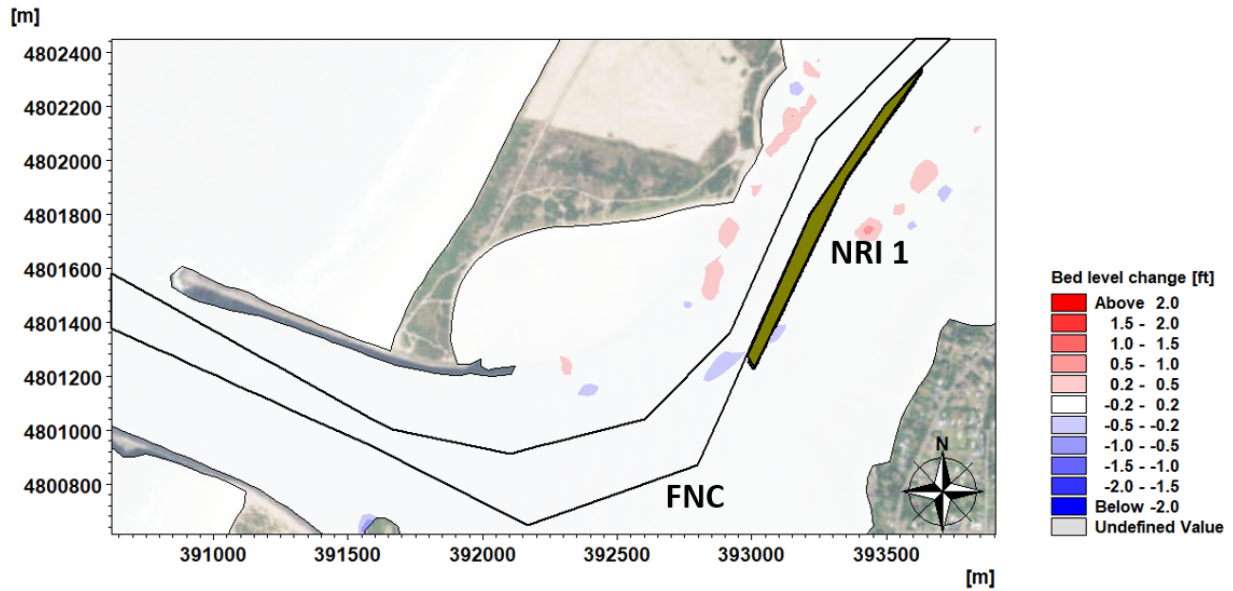 [m]
4802400
4802200
4802000
4801800
4801600
4801400
4801200
4801000
4800800
NRI 1
FNC
N
391000 391500 392000 392500 393000 393500
[m]
Bed level change [ft]
Above 2.0
1.5 - 2.0
1.0 - 1.5
0.5 - 1.0
0.2 - 0.5
-0.2 - 0.2
-0.5 - -0.2
-1.0 - -0.5
-1.5 - -1.0
-2.0 - -1.5
Below -2.0
Undefined Value